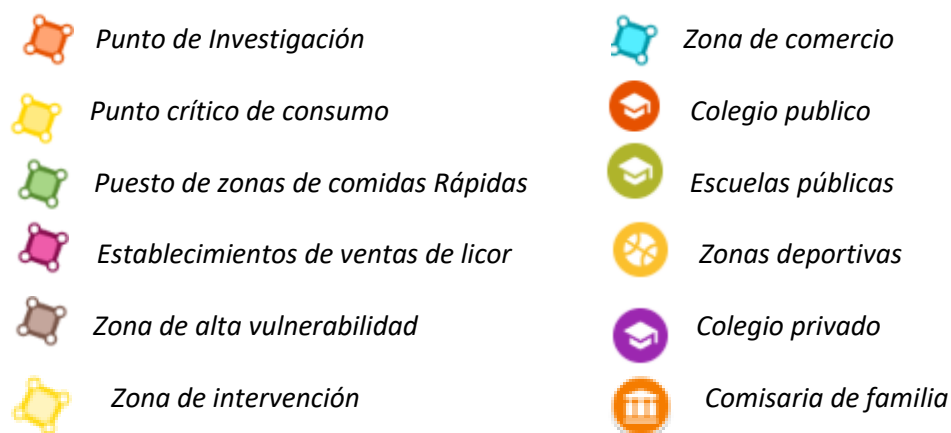 Punto de Investigación
Zona de comercio
Punto crítico de consumo
Colegio publico
Puesto de zonas de comidas Rápidas
Escuelas públicas
Establecimientos de ventas de licor
Zonas deportivas
Zona de alta vulnerabilidad
Colegio privado
Zona de intervención
Comisaria de familia